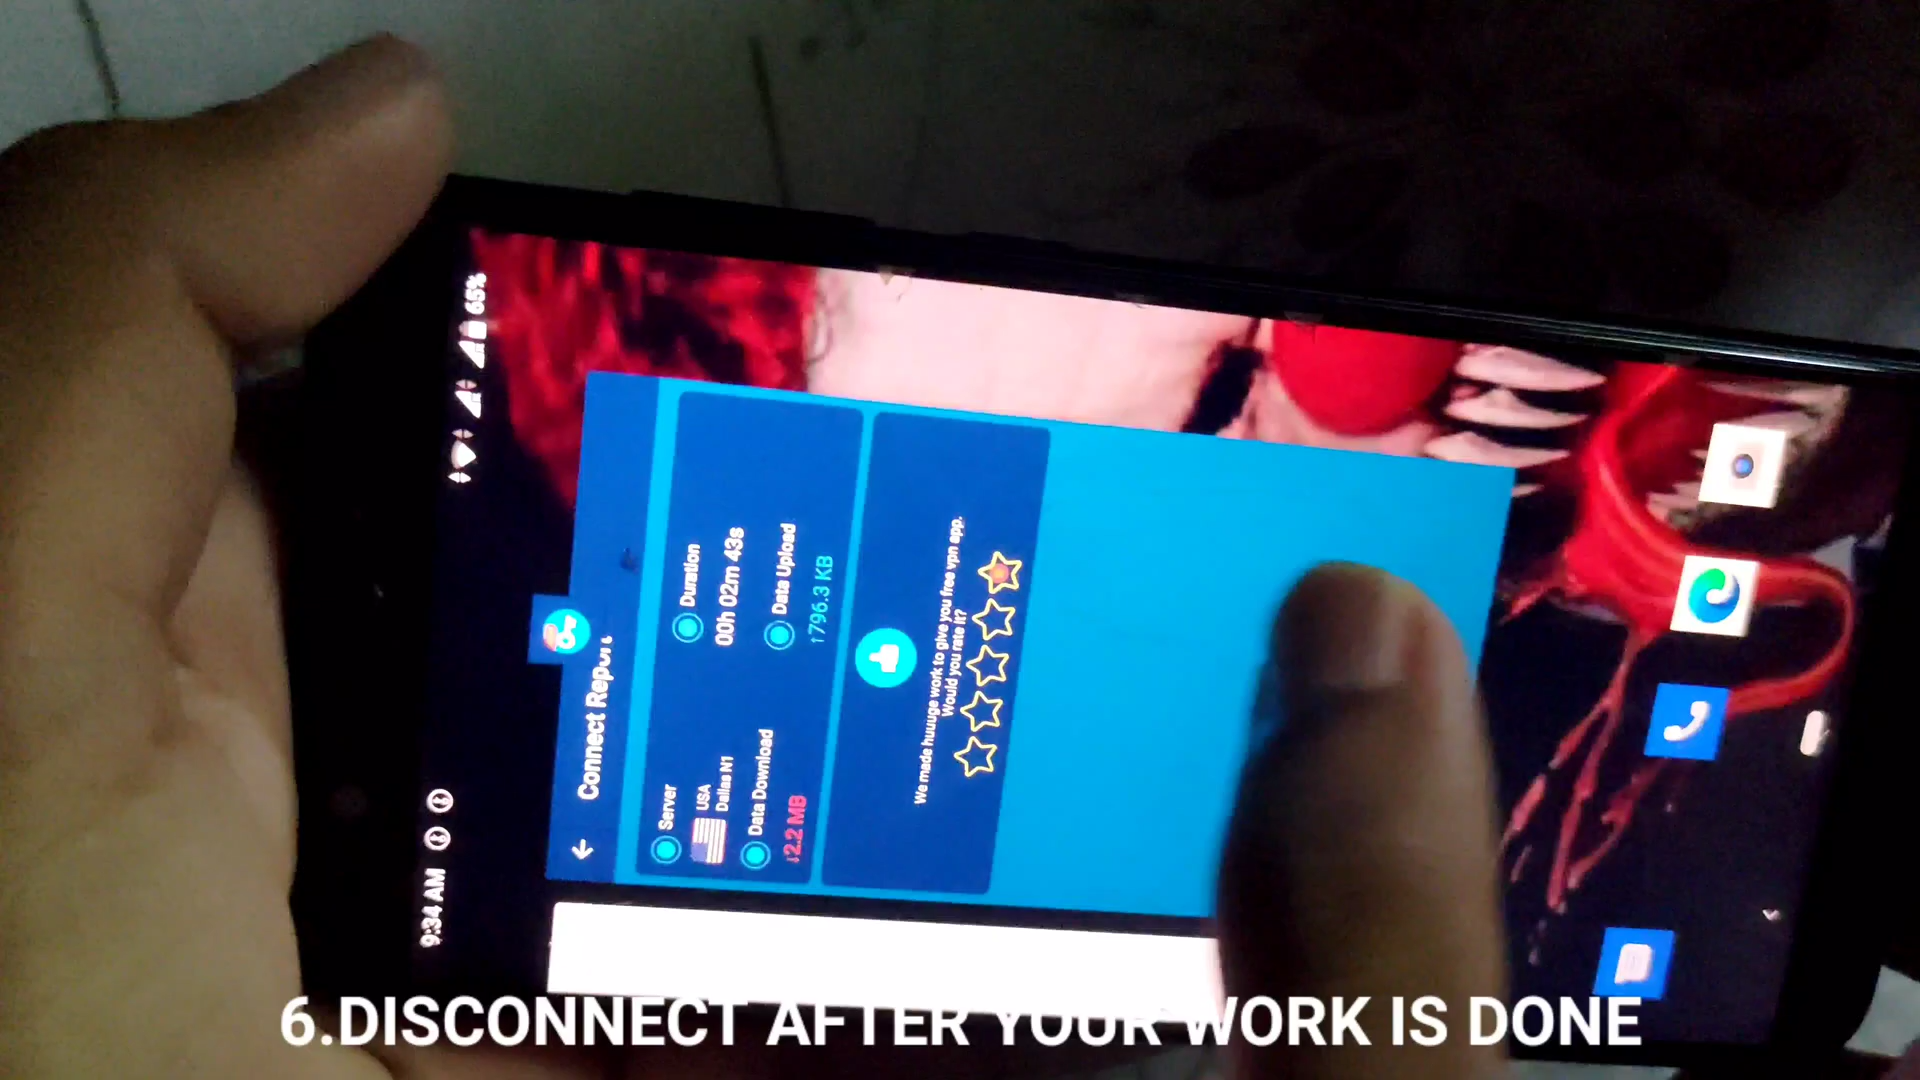 9:34 AM
65%
Connect Report
Server
USA
Dallas N1
Duration
00h 02m 43s
Data Download
↓2.2 MB
Data Upload
↑796.3 KB
We made huuuge work to give you free vpn app.
Would you rate it?
6.DISCONNECT AFTER YOUR WORK IS DONE